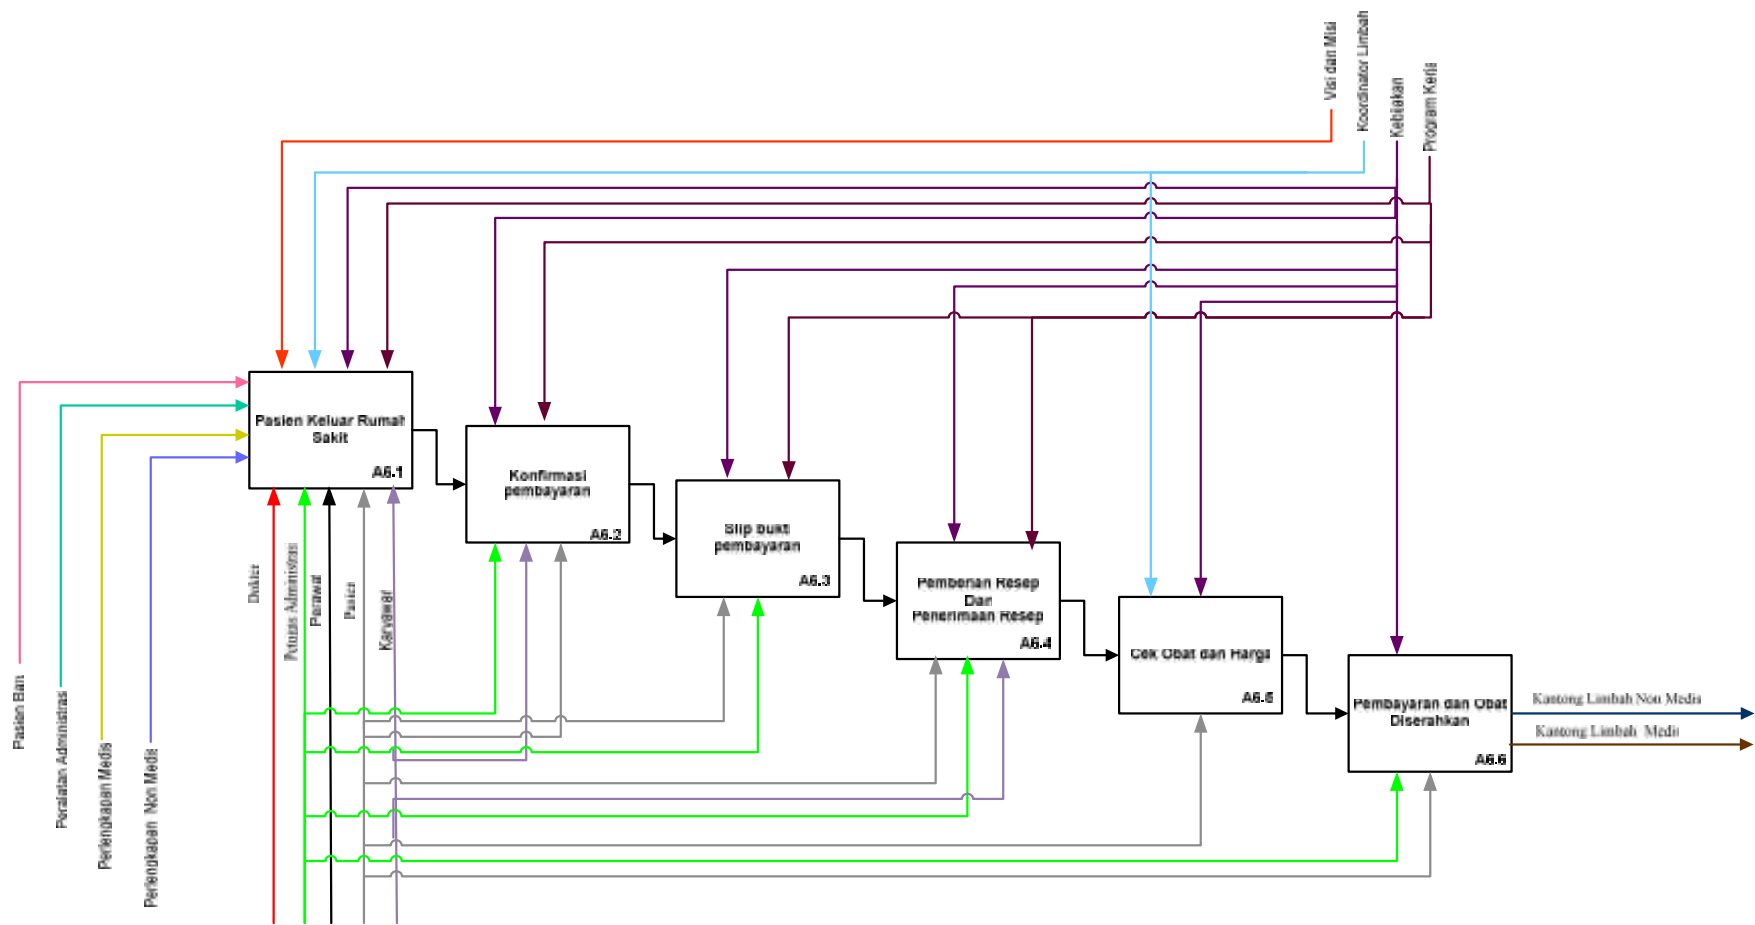 Visi dan Misi
Koordinator Limbah
Kebijakan
Program Kerja
Pasien Keluar Rumah
Sakit
A6.1
Konfirmasi
pembayaran
A6.2
Slip bukti
pembayaran
A6.3
Pemberian Resep
Dan
Penerimaan Resep
A6.4
Cek Obat dan Harga
A6.5
Pembayaran dan Obat
Diserahkan
A6.6
Kantong Limbah Non Medis
Kantong Limbah Medis
Dokter
Petugas Administrasi
Perawat
Pasien
Karyawan
Pasien
Peralatan Administrasi
Perlengkapan Medis
Perlengkapan Non Medis